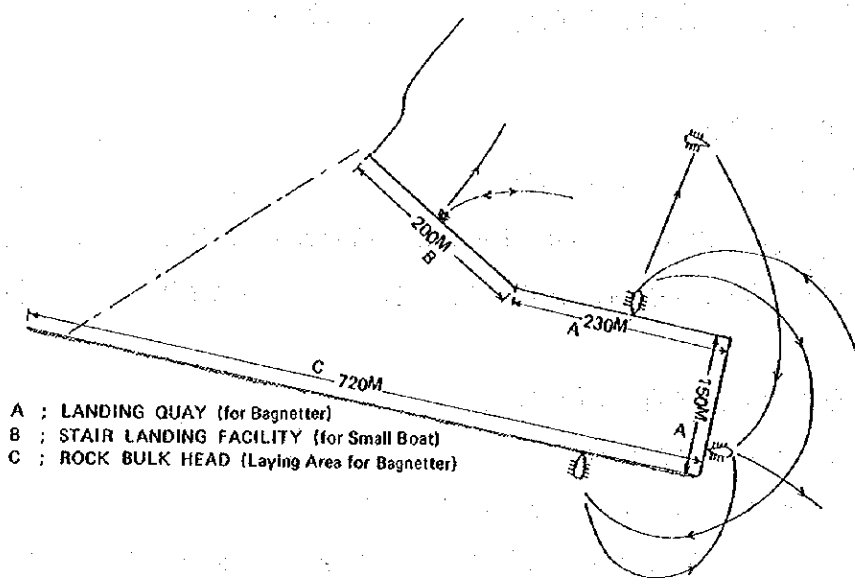 200M
B
230M
A
150M
A
C
720M
A ; LANDING QUAY (for Bagnetter)
B ; STAIR LANDING FACILITY (for Small Boat)
C ; ROCK BULK HEAD (Laying Area for Bagnetter)